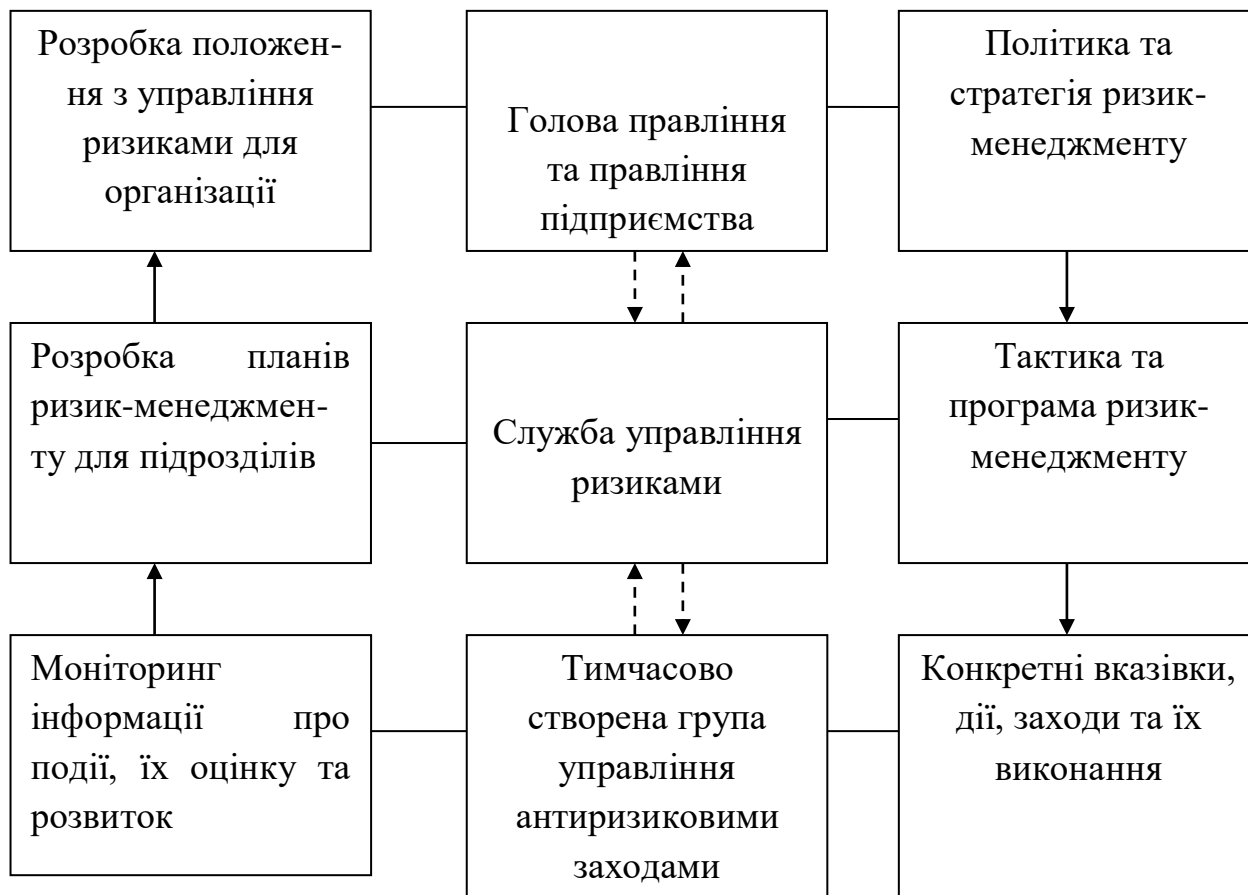 Розробка положен-
ня з управління
ризиками для
організації
Голова правління
та правління
підприємства
Політика та
стратегія ризик-
менеджменту
Розробка планів
ризик-менеджмен-
ту для підрозділів
Служба управління
ризиками
Тактика та
програма ризик-
менеджменту
Моніторинг
інформації про
події, їх оцінку та
розвиток
Тимчасово
створена група
управління
антиризиковими
заходами
Конкретні вказівки,
дії, заходи та їх
виконання